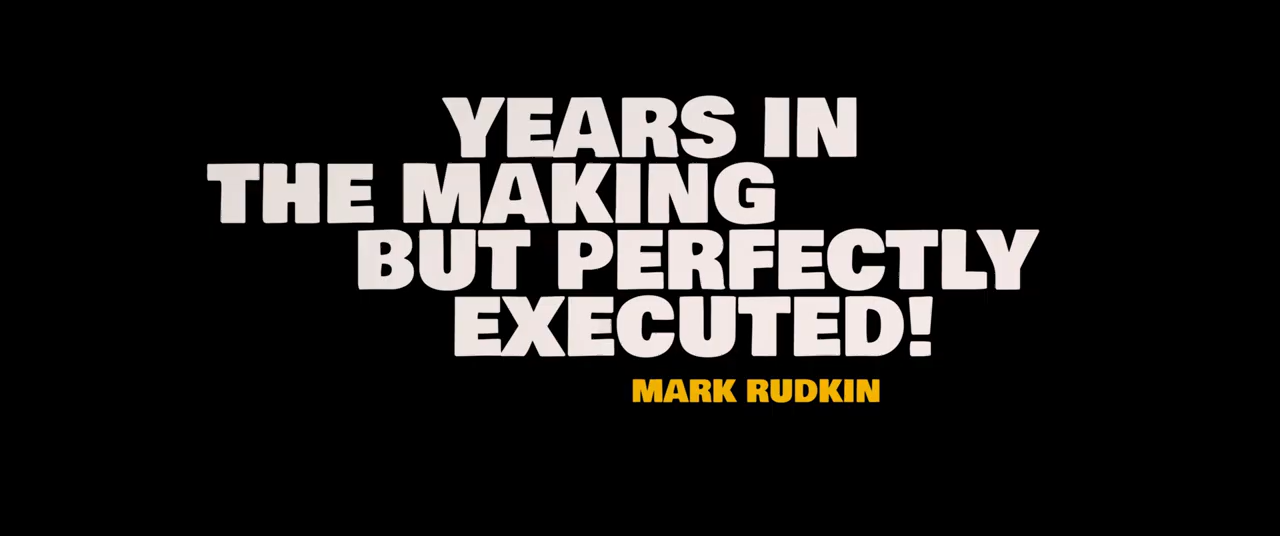 YEARS IN
THE MAKING
BUT PERFECTLY
EXECUTED!
MARK RUDKIN